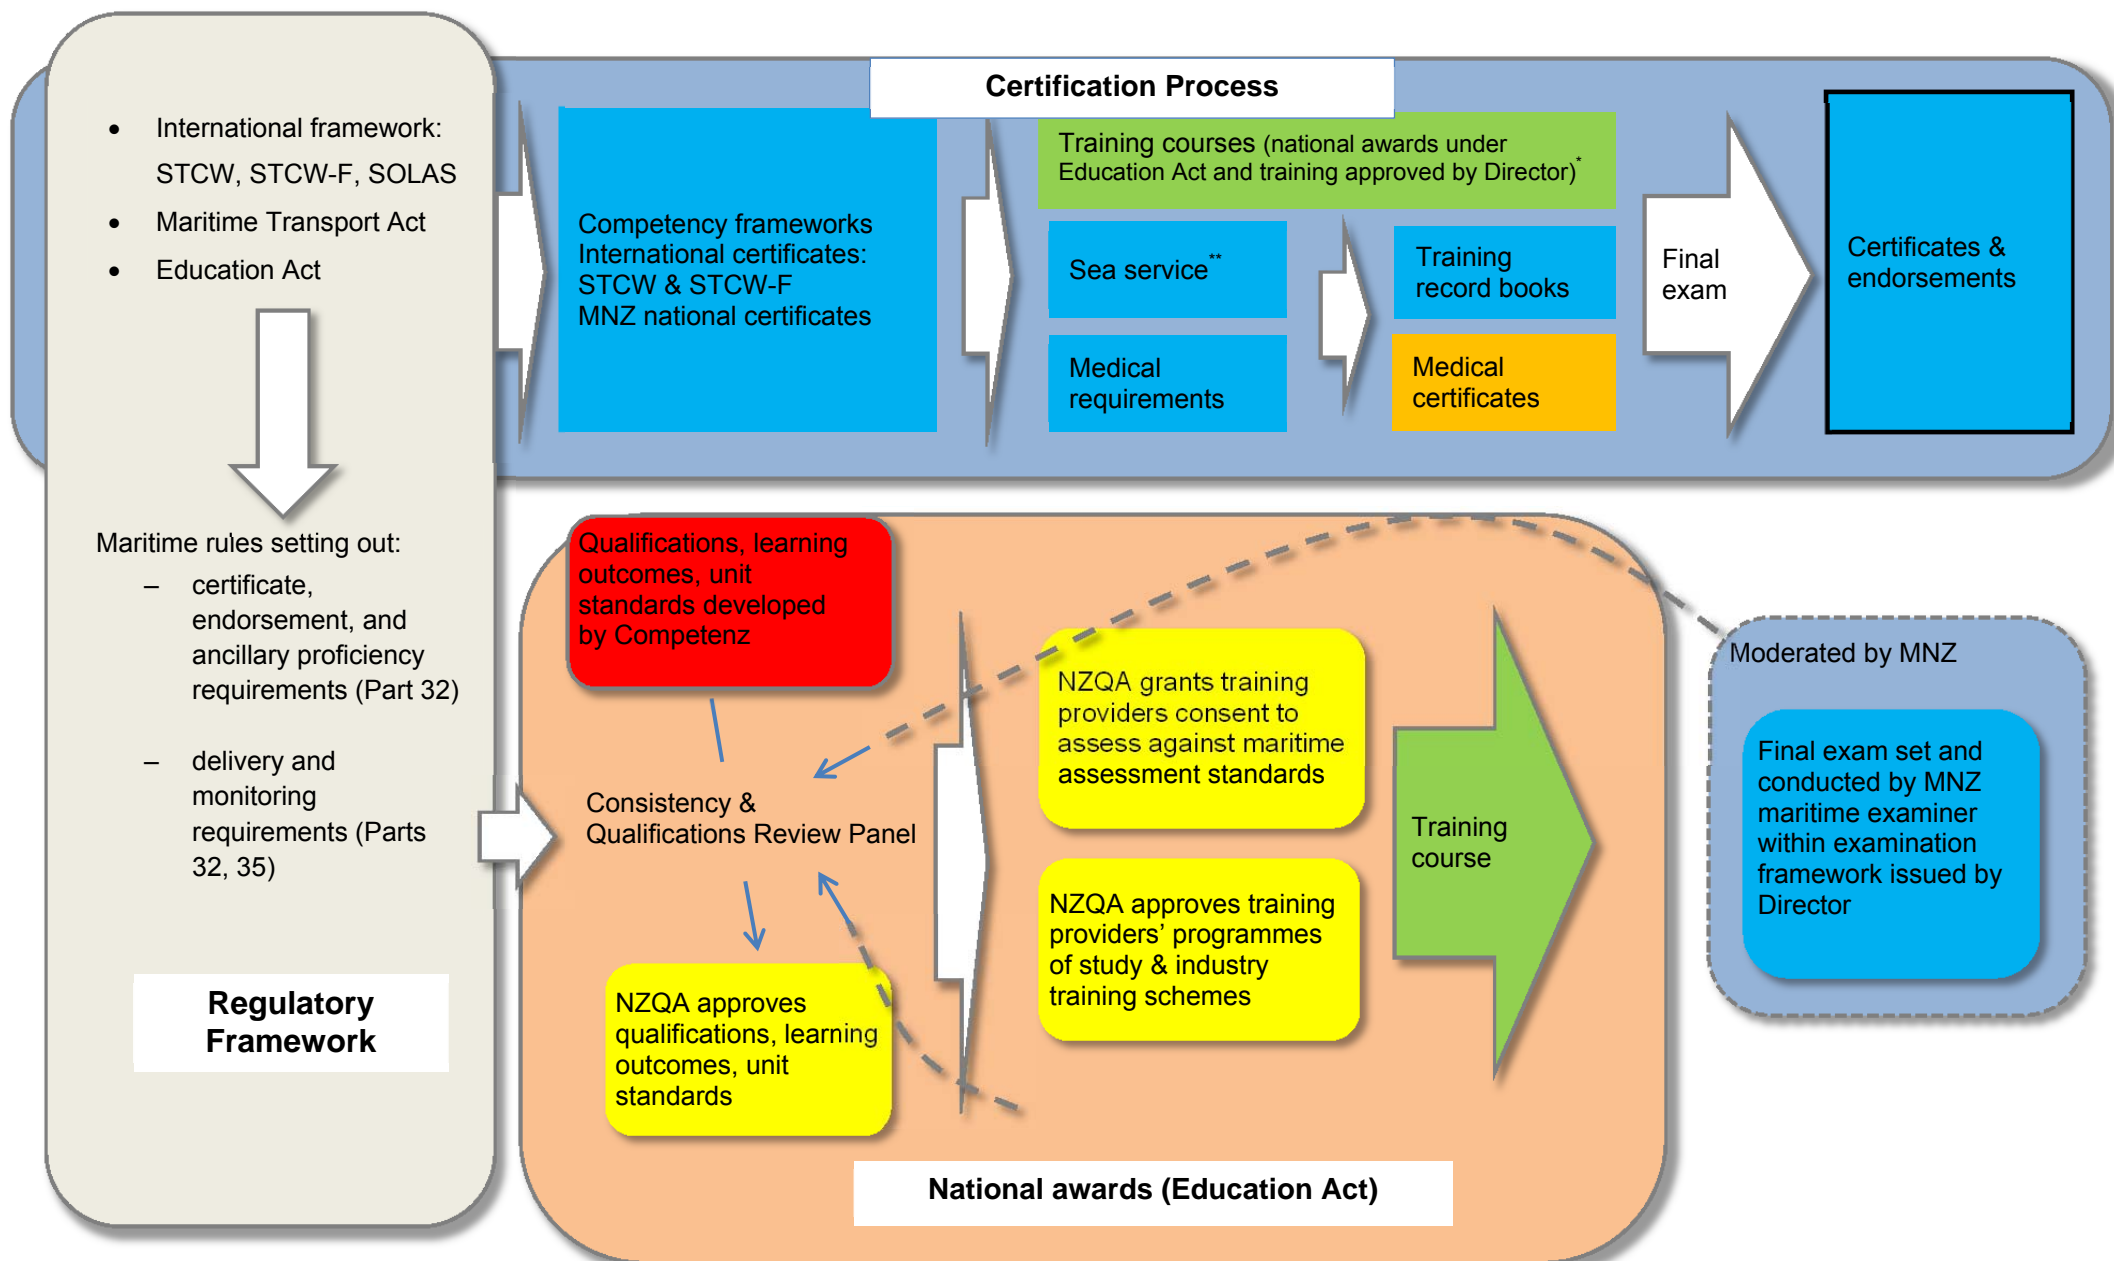 Certification Process
• International framework:
STCW, STCW-F, SOLAS
• Maritime Transport Act
• Education Act
Maritime rules setting out:
– certificate,
endorsement, and
ancillary proficiency
requirements (Part 32)
– delivery and
monitoring
requirements (Parts
32, 35)
Regulatory
Framework
Competency frameworks
International certificates:
STCW & STCW-F
MNZ national certificates
Training courses (national awards under
Education Act and training approved by Director)*
Sea service**
Medical
requirements
Training
record books
Medical
certificates
Final
exam
Certificates &
endorsements
Qualifications, learning
outcomes, unit
standards developed
by Competenz
Consistency &
Qualifications Review Panel
NZQA approves
qualifications, learning
outcomes, unit
standards
NZQA grants training
providers consent to
assess against maritime
assessment standards
NZQA approves training
providers’ programmes
of study & industry
training schemes
Training
course
National awards (Education Act)
Moderated by MNZ
Final exam set and
conducted by MNZ
maritime examiner
within examination
framework issued by
Director